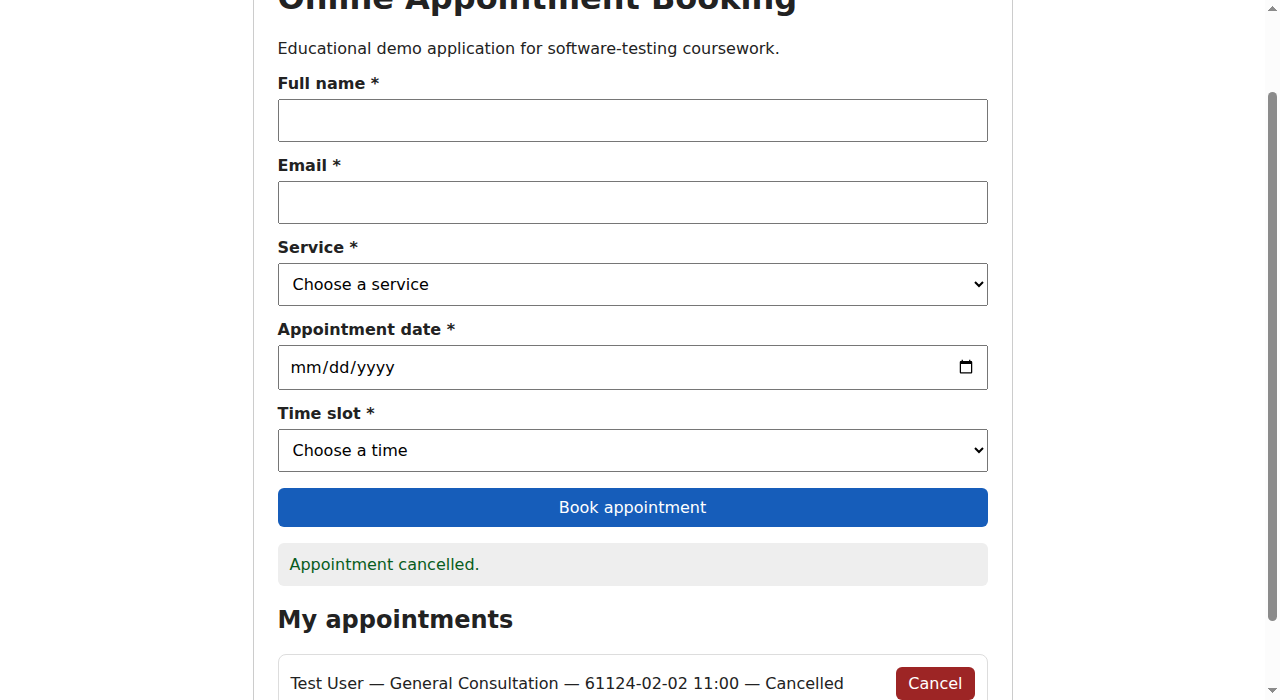 Online Appointment Booking
Educational demo application for software-testing coursework.
Full name *
Email *
Service *
Choose a service
Appointment date *
mm/dd/yyyy
Time slot *
Choose a time
Book appointment
Appointment cancelled.
My appointments
Test User — General Consultation — 61124-02-02 11:00 — Cancelled Cancel